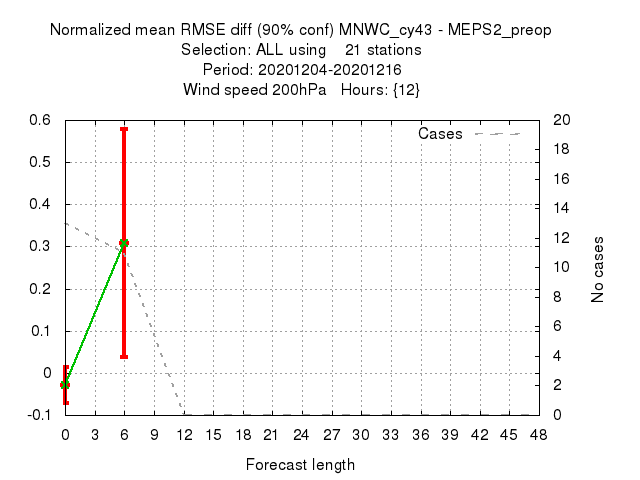 Normalized mean RMSE diff (90% conf) MNWC_cy43 - MEPS2_preop
Selection: ALL using 21 stations
Period: 20201204-20201216
Wind speed 200hPa Hours: {12}
Cases
0.6
0.5
0.4
0.3
0.2
0.1
0
-0.1
20
18
16
14
12
10
8
6
4
2
0
No cases
0 3 6 9 12 15 18 21 24 27 30 33 36 39 42 45 48
Forecast length